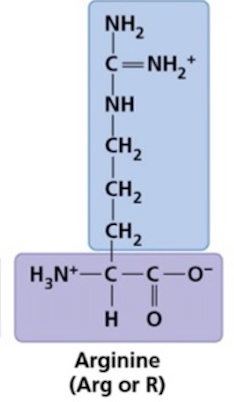 NH₂
C=NH₂⁺
NH
CH₂
CH₂
CH₂
H₃N⁺—C—C—O⁻
H O
Arginine
(Arg or R)